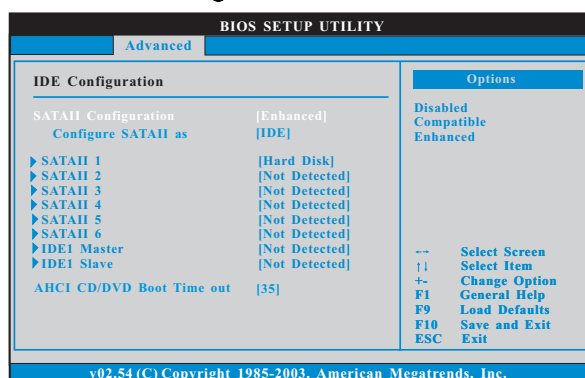 BIOS SETUP UTILITY
Advanced
IDE Configuration
SATAII Configuration [Enhanced]
Configure SATAII as [IDE]
SATAII 1 [Hard Disk]
SATAII 2 [Not Detected]
SATAII 3 [Not Detected]
SATAII 4 [Not Detected]
SATAII 5 [Not Detected]
SATAII 6 [Not Detected]
IDE1 Master [Not Detected]
IDE1 Slave [Not Detected]
AHCI CD/DVD Boot Time out [35]
Options
Disabled
Compatible
Enhanced
←→ Select Screen
↑↓ Select Item
+- Change Option
F1 General Help
F9 Load Defaults
F10 Save and Exit
ESC Exit
v02.54 (C) Copyright 1985-2003, American Megatrends, Inc.